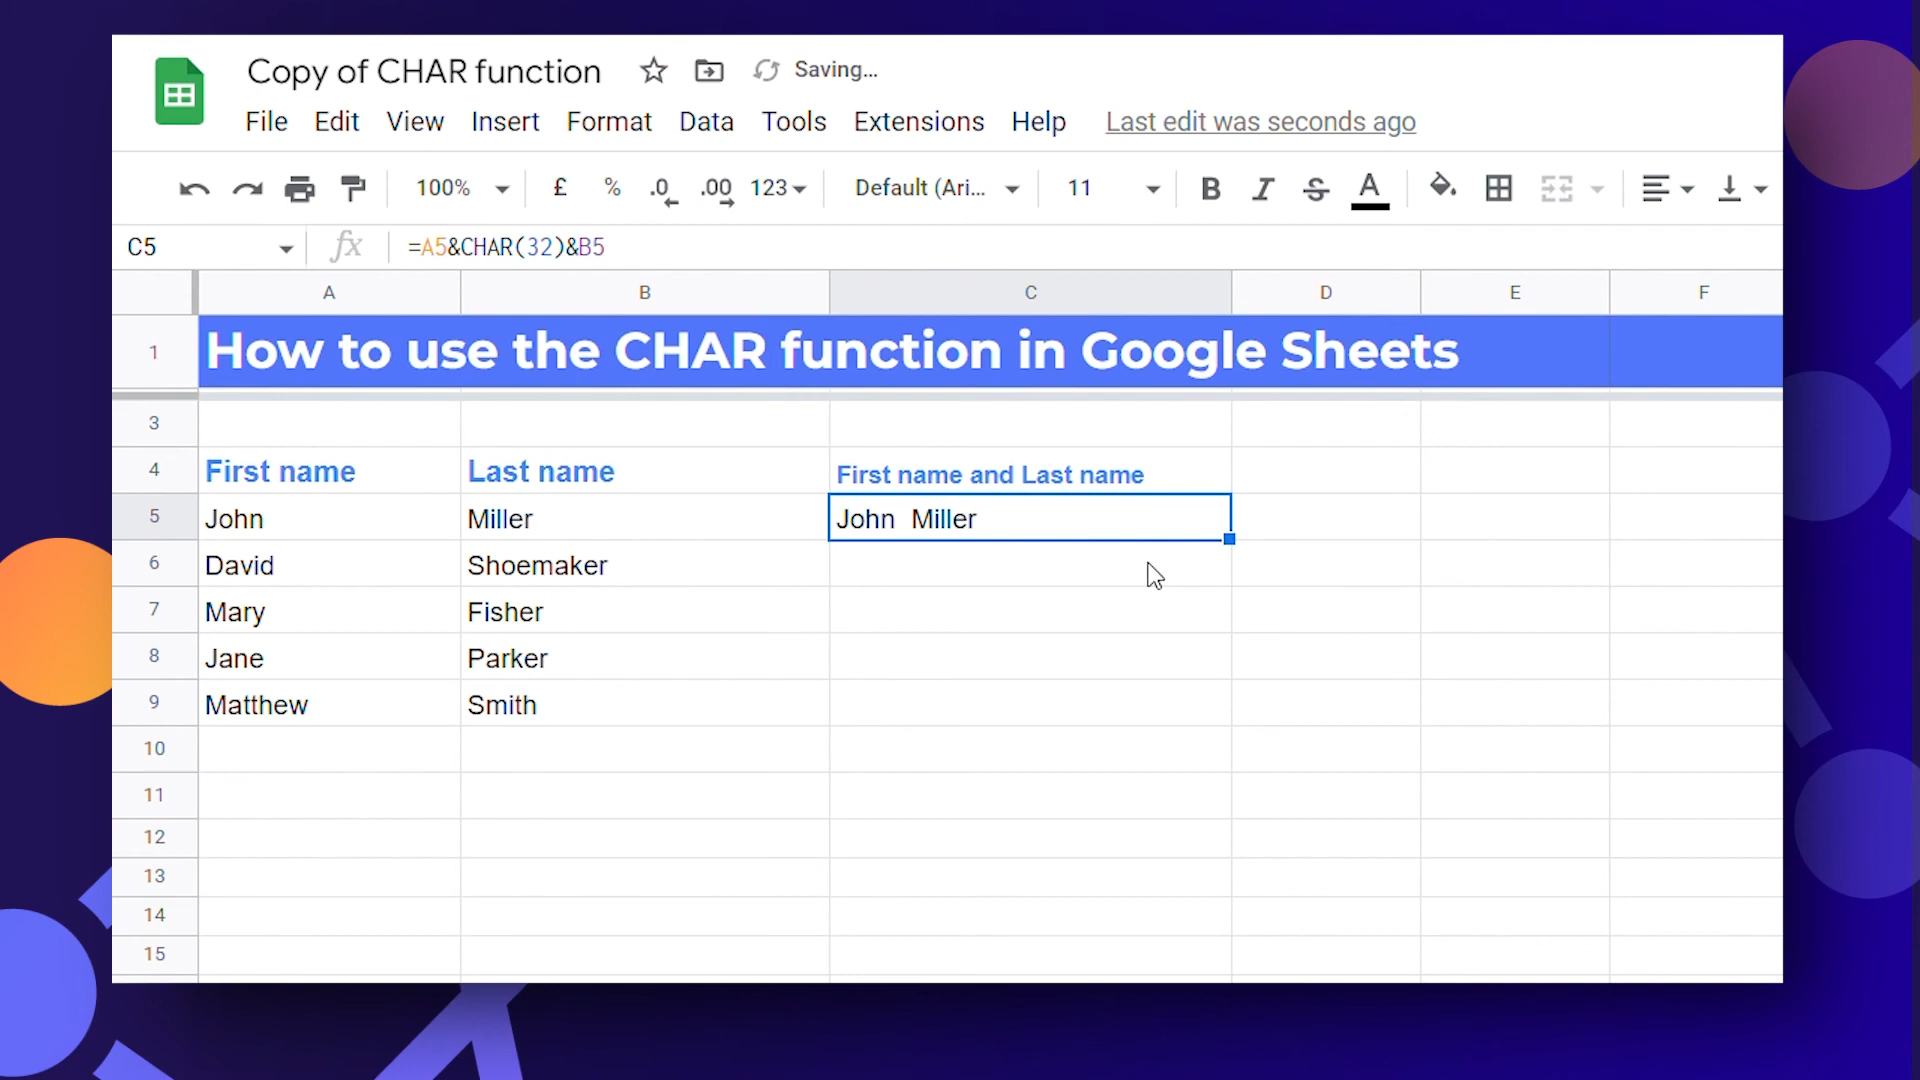 Copy of CHAR function Saving...
File Edit View Insert Format Data Tools Extensions Help Last edit was seconds ago
100% £ % .0 .00 123 Default (Ari... 11 B I S A
C5 fx =A5&CHAR(32)&B5
A B C D E F
1 How to use the CHAR function in Google Sheets
3
4 First name Last name First name and Last name
5 John Miller John  Miller
6 David Shoemaker
7 Mary Fisher
8 Jane Parker
9 Matthew Smith
10
11
12
13
14
15